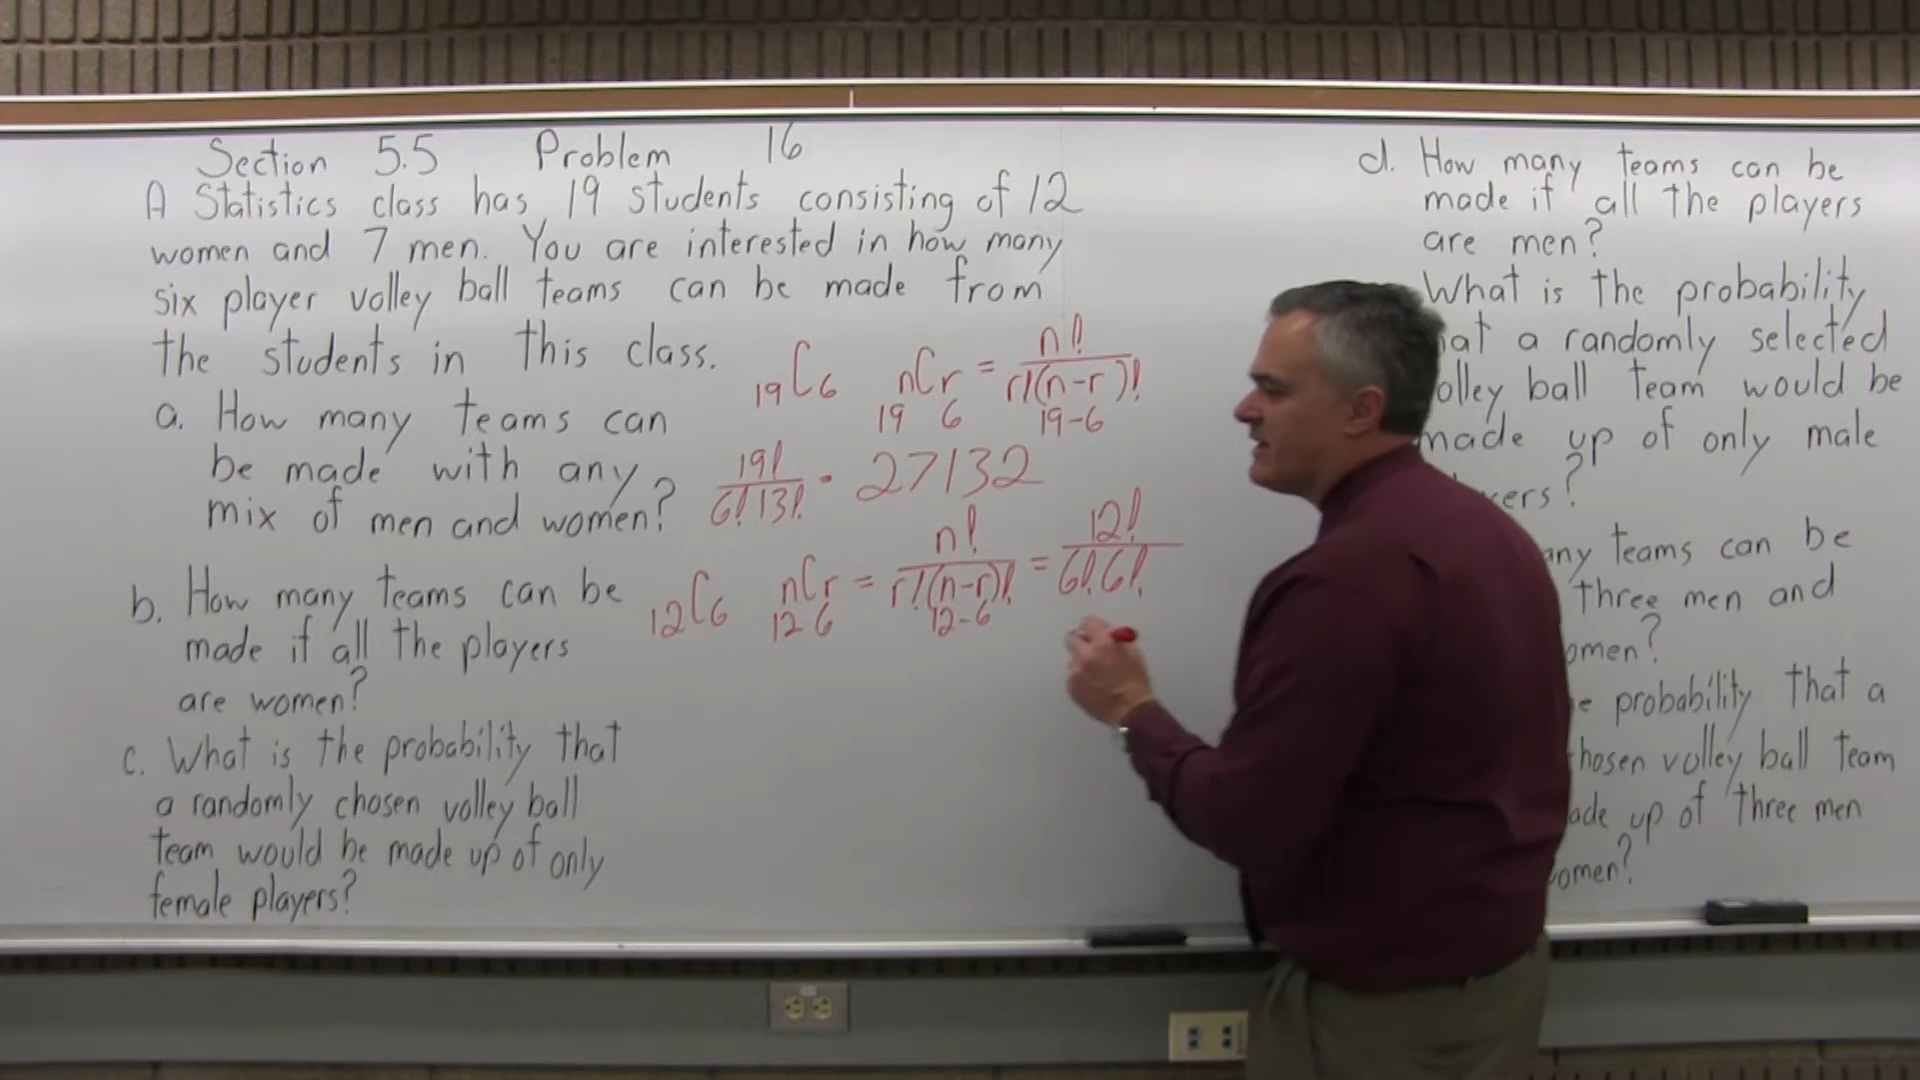 Section 5.5 Problem 16
A Statistics class has 19 students consisting of 12
women and 7 men. You are interested in how many
six player volley ball teams can be made from
the students in this class.
a. How many teams can
be made with any
mix of men and women?
19C6 nCr = n!
r!(n-r)!
19 6 19-6
19!
6!13! = 27132
b. How many teams can be
made if all the players
are women?
12C6 nCr = n! = 12!
r!(n-r)! 6!6!
12 6 12-6
c. What is the probability that
a randomly chosen volley ball
team would be made up of only
female players?
d. How many teams can be
made if all the players
are men?
What is the probability
a randomly selected
ball team would be
made up of only male
teams can be
three men and
probability that a
volley ball team
up of three men